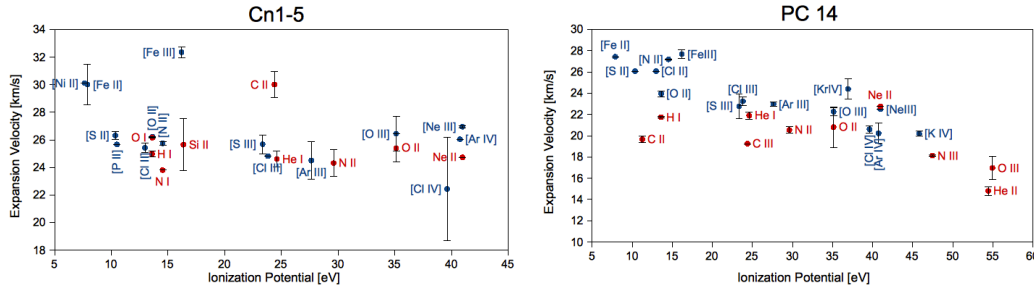 Cn1-5
Expansion Velocity [km/s]
34
32
30
28
26
24
22
20
18
[Fe III]
[Ni II]
[Fe II]
C II
[S II]
[P II]
O I
[O II]
[N II]
[Cl II]
H I
N I
Si II
[S III]
[Cl III]
He I
[Ar III]
N II
[O III]
O II
[Ne III]
[Ar IV]
Ne II
[Cl IV]
5 10 15 20 25 30 35 40 45
Ionization Potential [eV]
PC 14
Expansion Velocity [km/s]
30
28
26
24
22
20
18
16
14
12
10
[Fe II]
[N II]
[FeIII]
[S II]
[Cl II]
[O II]
H I
C II
[Cl III]
[S III]
[Ar III]
He I
C III
N II
[KrIV]
Ne II
[NeIII]
[O III]
O II
[Cl IV]
[Ar IV]
[K IV]
N III
O III
He II
5 10 15 20 25 30 35 40 45 50 55 60
Ionization Potential [eV]